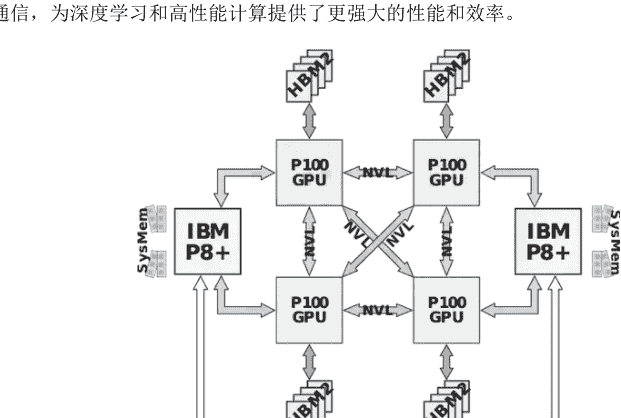 通信，为深度学习和高性能计算提供了更强大的性能和效率。
HBM2 HBM2
P100 GPU NVL P100 GPU
SysMem IBM P8+ NVL NVL NVL NVL IBM P8+ SysMem
P100 GPU NVL P100 GPU
HBM2 HBM2